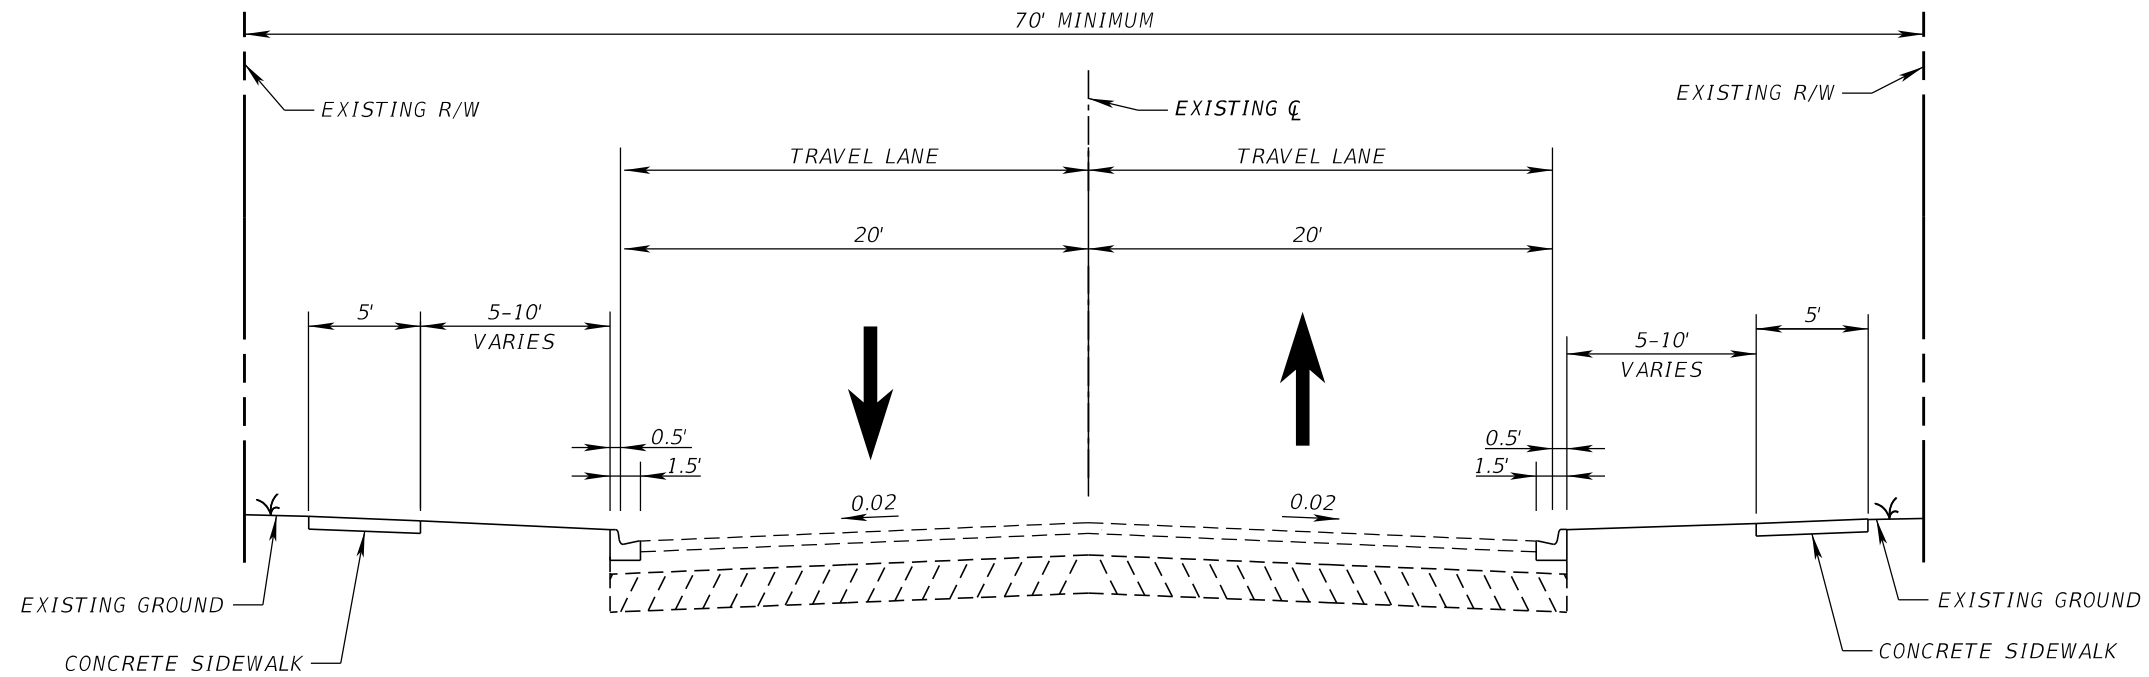 70' MINIMUM
EXISTING R/W
EXISTING ℄
EXISTING R/W
TRAVEL LANE
TRAVEL LANE
20'
20'
5'
5-10'
VARIES
5'
5-10'
VARIES
0.5'
1.5'
0.5'
1.5'
0.02
0.02
EXISTING GROUND
CONCRETE SIDEWALK
EXISTING GROUND
CONCRETE SIDEWALK